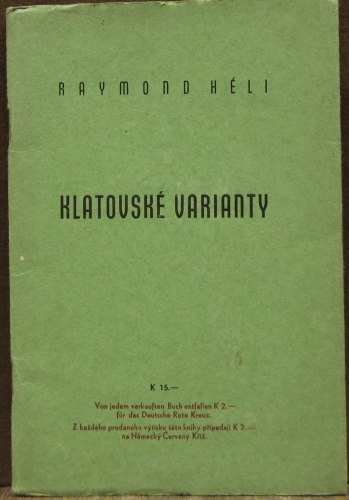 RAYMOND HÉLI
KLATOVSKÉ VARIANTY
K 15.—
Von jedem verkauften Buch entfallen K 2.—
für das Deutsche Rote Kreuz.
Z každého prodaného výtisku této knihy připadají K 2.—
na Německý Červený Kříž.